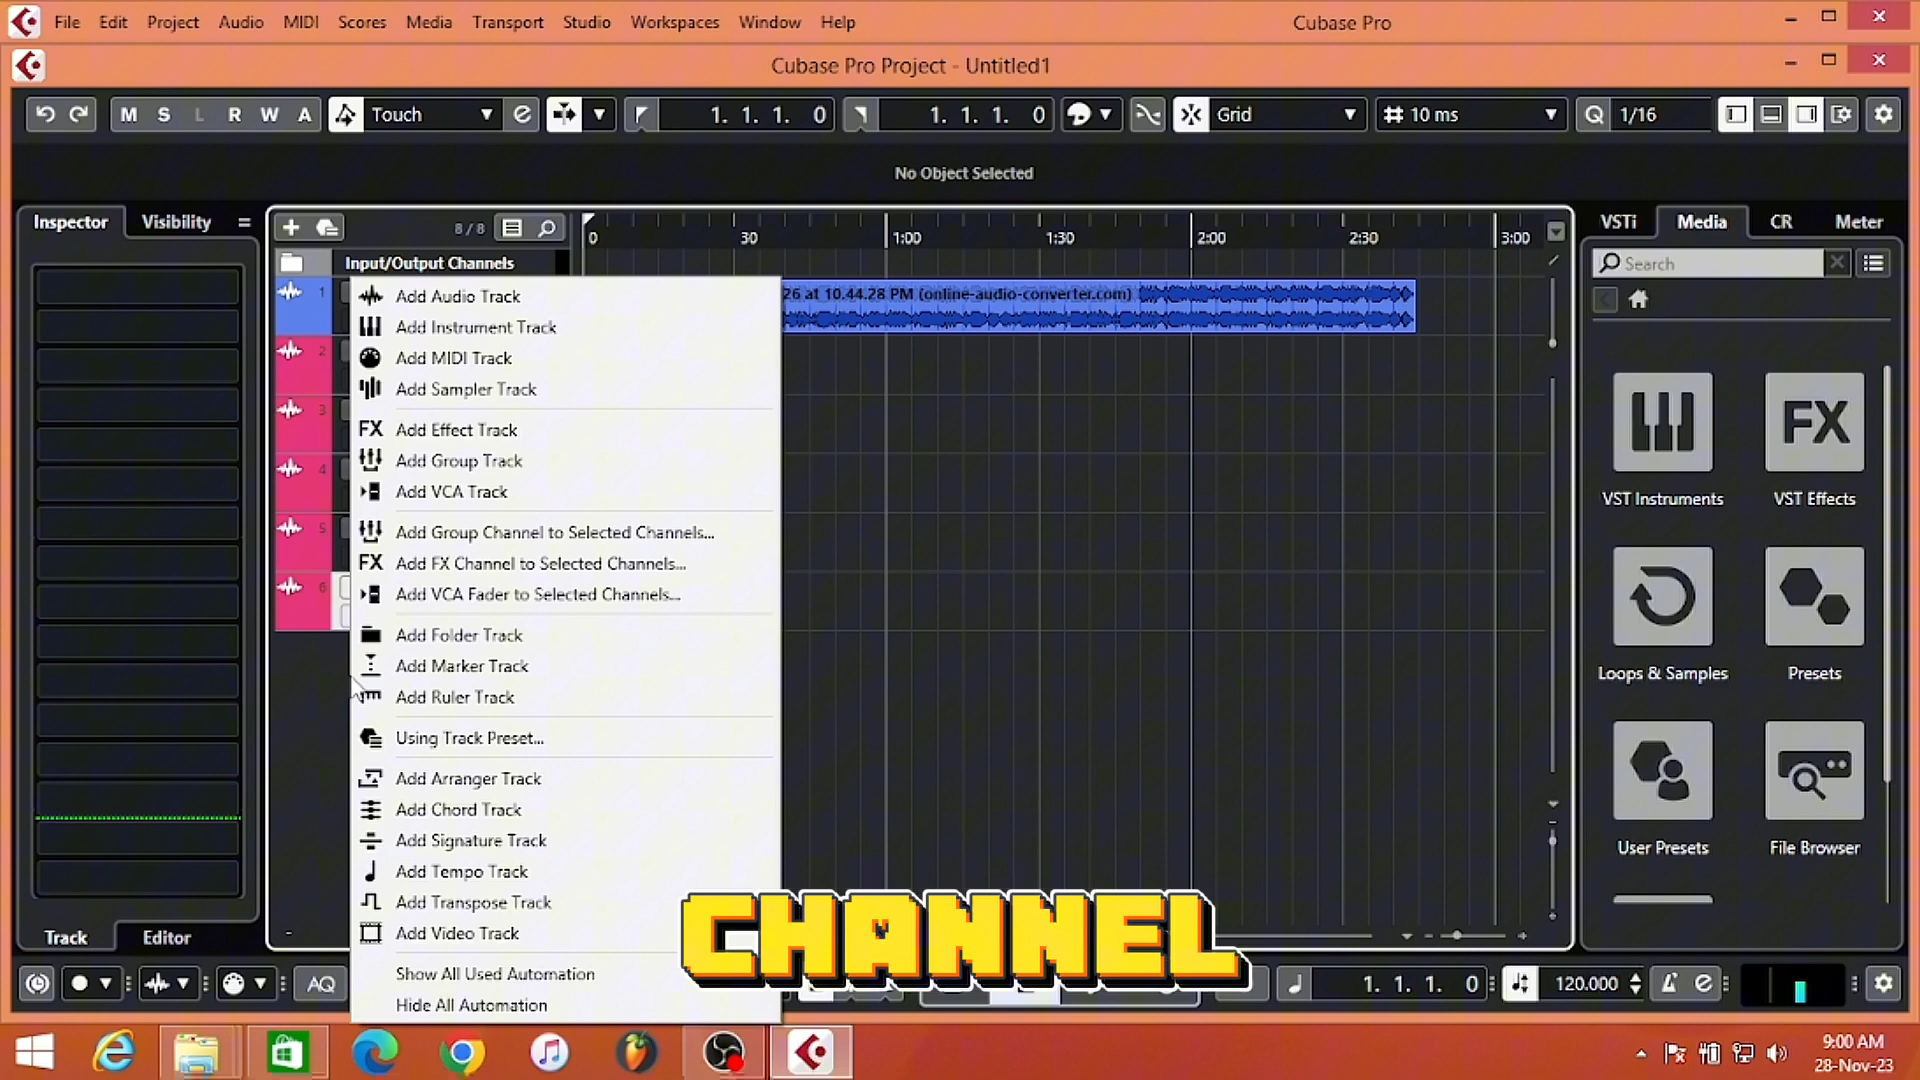 File Edit Project Audio MIDI Scores Media Transport Studio Workspaces Window Help Cubase Pro
Cubase Pro Project - Untitled1
M S L R W A Touch 1. 1. 1. 0 1. 1. 1. 0 Grid 10 ms Q 1/16
No Object Selected
Inspector Visibility 8 / 8 0 30 1:00 1:30 2:00 2:30 3:00 VSTi Media CR Meter
Input/Output Channels Search
1 26 at 10.44.28 PM (online-audio-converter.com)
2
3
4
5
6
Add Audio Track
Add Instrument Track
Add MIDI Track
Add Sampler Track
FX Add Effect Track
Add Group Track
Add VCA Track
Add Group Channel to Selected Channels...
FX Add FX Channel to Selected Channels...
Add VCA Fader to Selected Channels...
Add Folder Track
Add Marker Track
Add Ruler Track
Using Track Preset...
Add Arranger Track
Add Chord Track
Add Signature Track
Add Tempo Track
Add Transpose Track
Add Video Track
Show All Used Automation
Hide All Automation
FX
VST Instruments VST Effects
Loops & Samples Presets
User Presets File Browser
Track Editor
CHANNEL
AQ 1. 1. 1. 0 120.000
9:00 AM
28-Nov-23